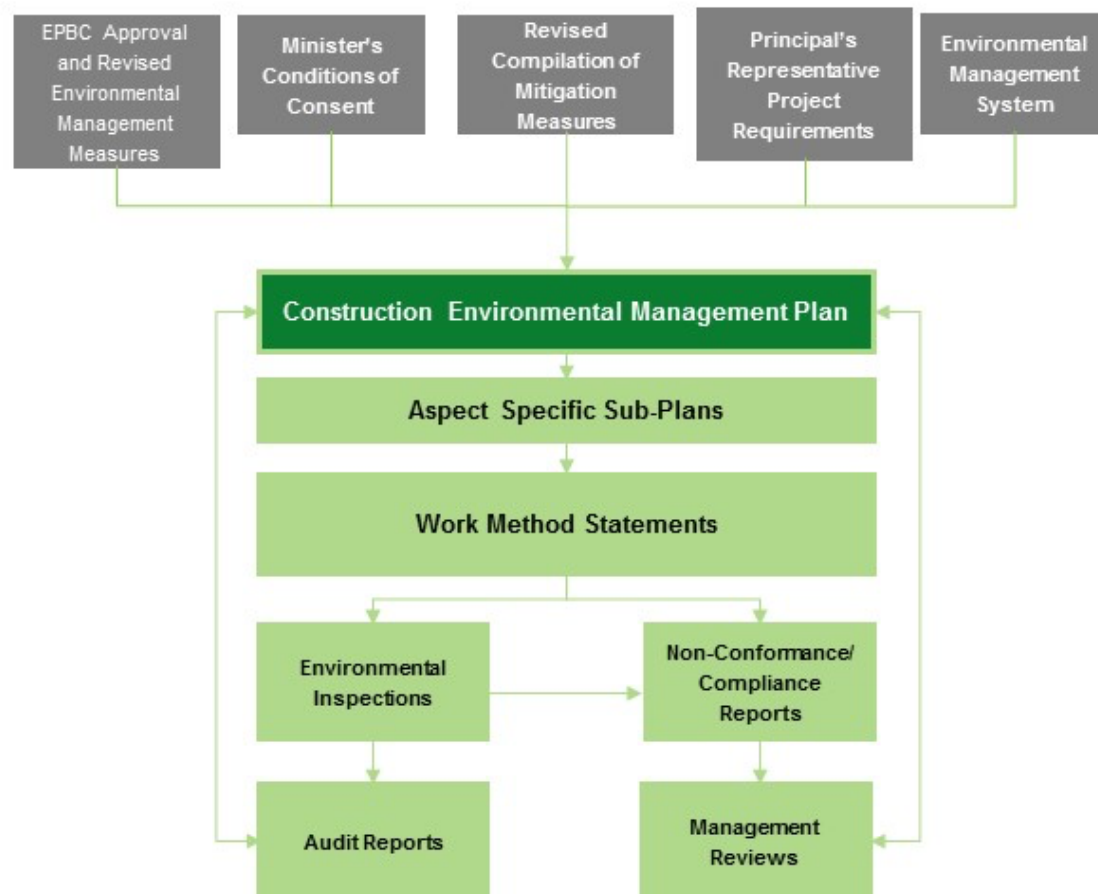 EPBC Approval
and Revised
Environmental
Management
Measures
Minister's
Conditions of
Consent
Revised
Compilation of
Mitigation
Measures
Principal's
Representative
Project
Requirements
Environmental
Management
System
Construction Environmental Management Plan
Aspect Specific Sub-Plans
Work Method Statements
Environmental
Inspections
Non-Conformance/
Compliance
Reports
Audit Reports
Management
Reviews